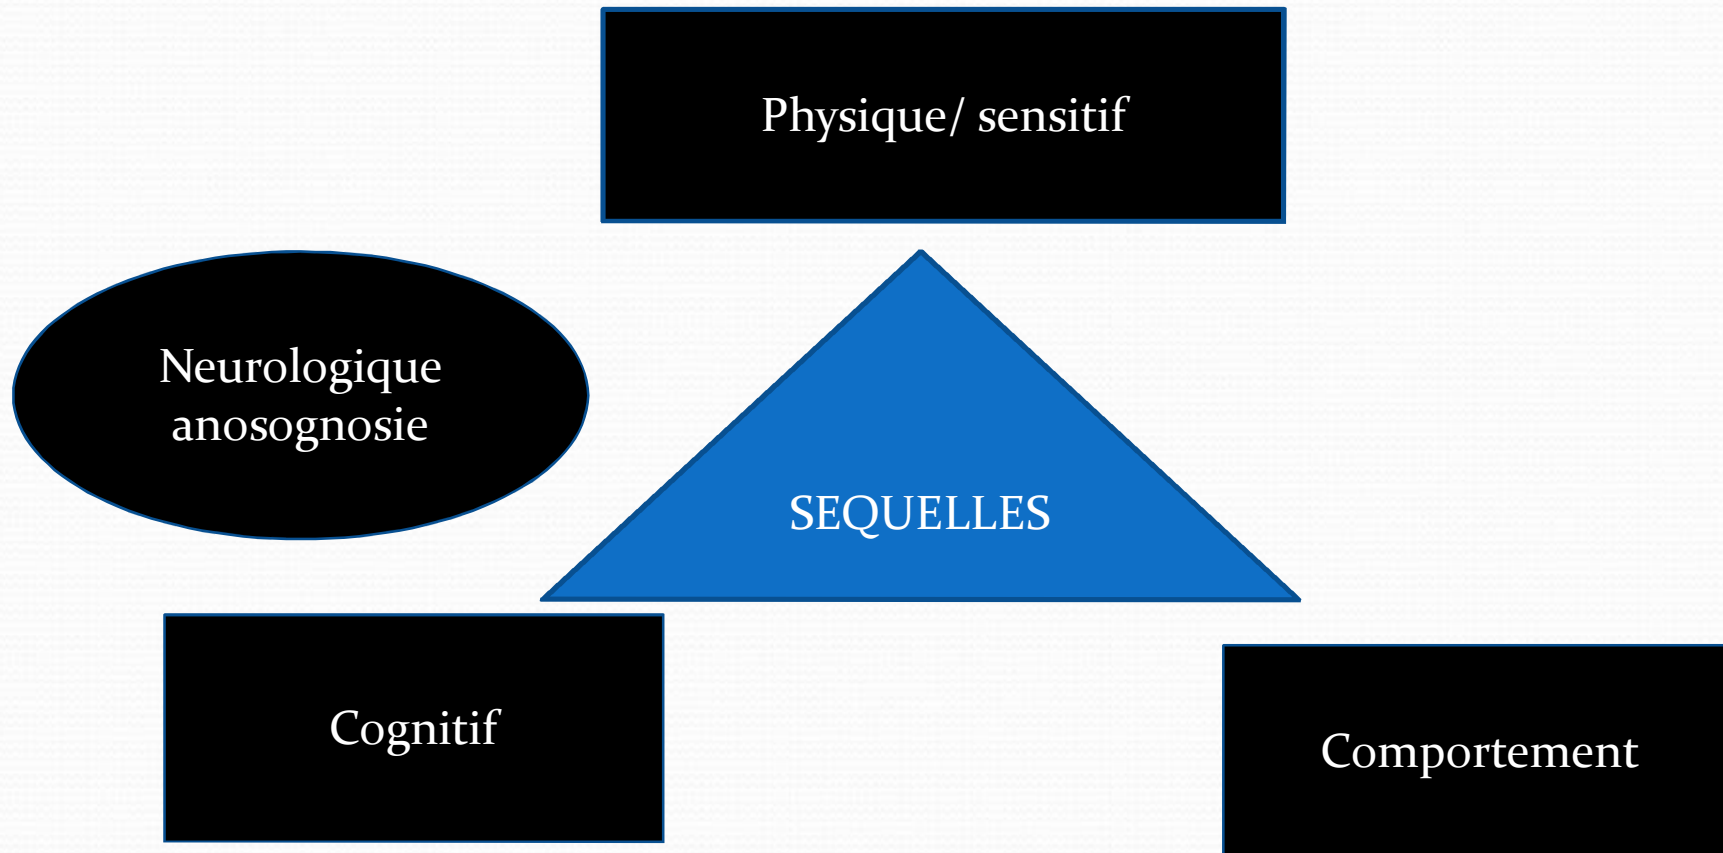 Physique/ sensitif
Neurologique
anosognosie
SEQUELLES
Cognitif
Comportement